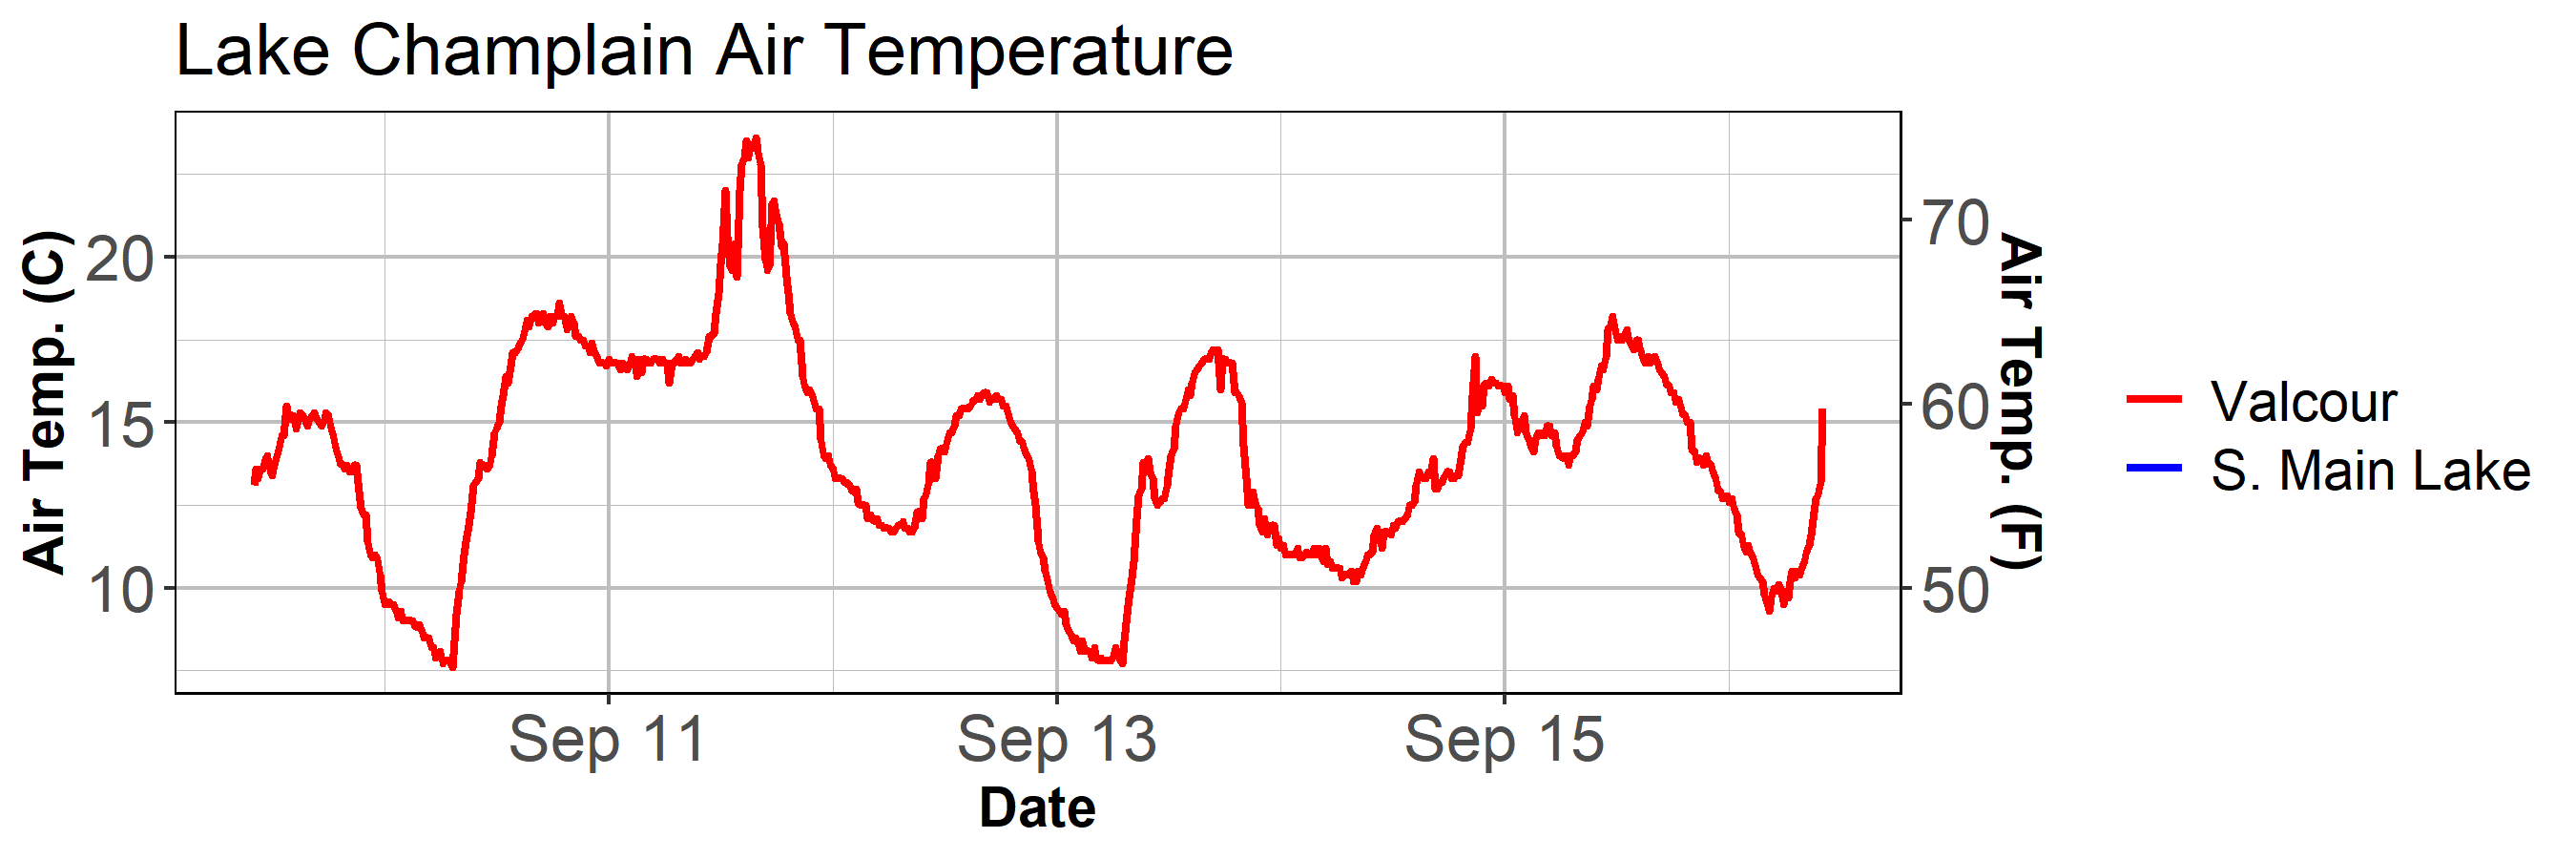 Lake Champlain Air Temperature
Air Temp. (C)
20
15
10
70
60
50
Air Temp. (F)
Sep 11
Sep 13
Sep 15
Date
Valcour
S. Main Lake